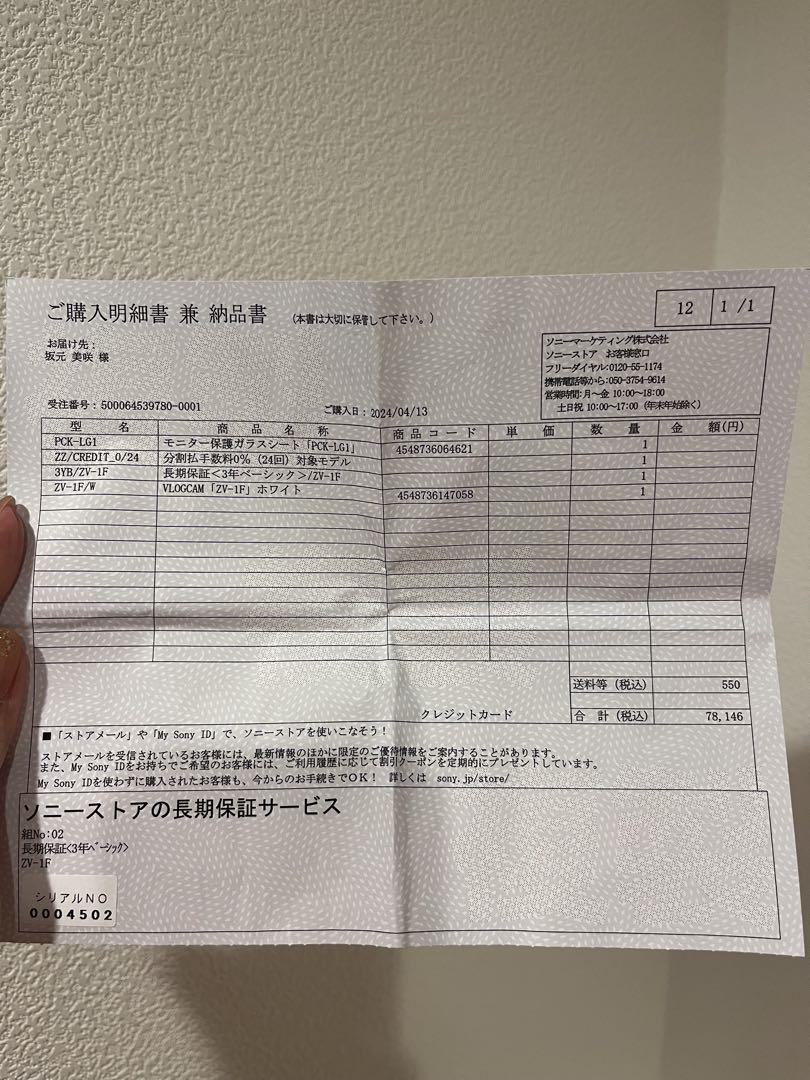 ご購入明細書 兼 納品書 (本書は大切に保管して下さい。)
12 1 /1
お届け先:
坂元 美咲 様
ソニーマーケティング株式会社
ソニーストア お客様窓口
フリーダイヤル:0120-55-1174
携帯電話等から:050-3754-9614
営業時間:月~金 10:00~18:00
土日祝 10:00~17:00 (年末年始除く)
受注番号:500064539780-0001 ご購入日:2024/04/13
型名 商品名称 商品コード 単価 数量 金額(円)
PCK-LG1 モニター保護ガラスシート「PCK-LG1」 4548736064621 1
ZZ/CREDIT_0/24 分割払手数料0% (24回) 対象モデル 1
3YB/ZV-1F 長期保証<3年ベーシック>/ZV-1F 1
ZV-1F/W VLOGCAM「ZV-1F」ホワイト 4548736147058 1
送料等 (税込) 550
クレジットカード 合 計 (税込) 78,146
■「ストアメール」や「My Sony ID」で、ソニーストアを使いこなそう!
ストアメールを受信されているお客様には、最新情報のほかに限定のご優待情報をご案内することがあります。
また、My Sony IDをお持ちでご希望のお客様には、ご利用履歴に応じて割引クーポンを定期的にプレゼントしています。
My Sony IDを使わずに購入されたお客様も、今からのお手続きでOK! 詳しくは sony.jp/store/
ソニーストアの長期保証サービス
組No:02
長期保証<3年ベーシック>
ZV-1F
シリアルNO
0004502